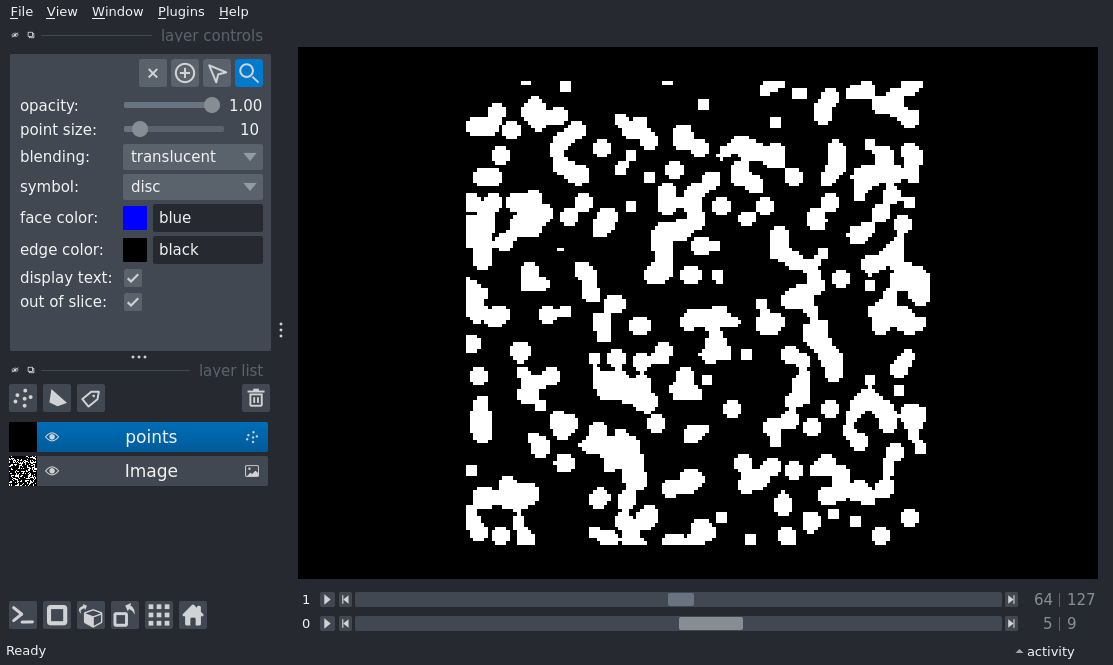 File View Window Plugins Help
layer controls
opacity: 1.00
point size: 10
blending: translucent
symbol: disc
face color: blue
edge color: black
display text:
out of slice:
layer list
points
Image
1 64 | 127
0 5 | 9
Ready activity